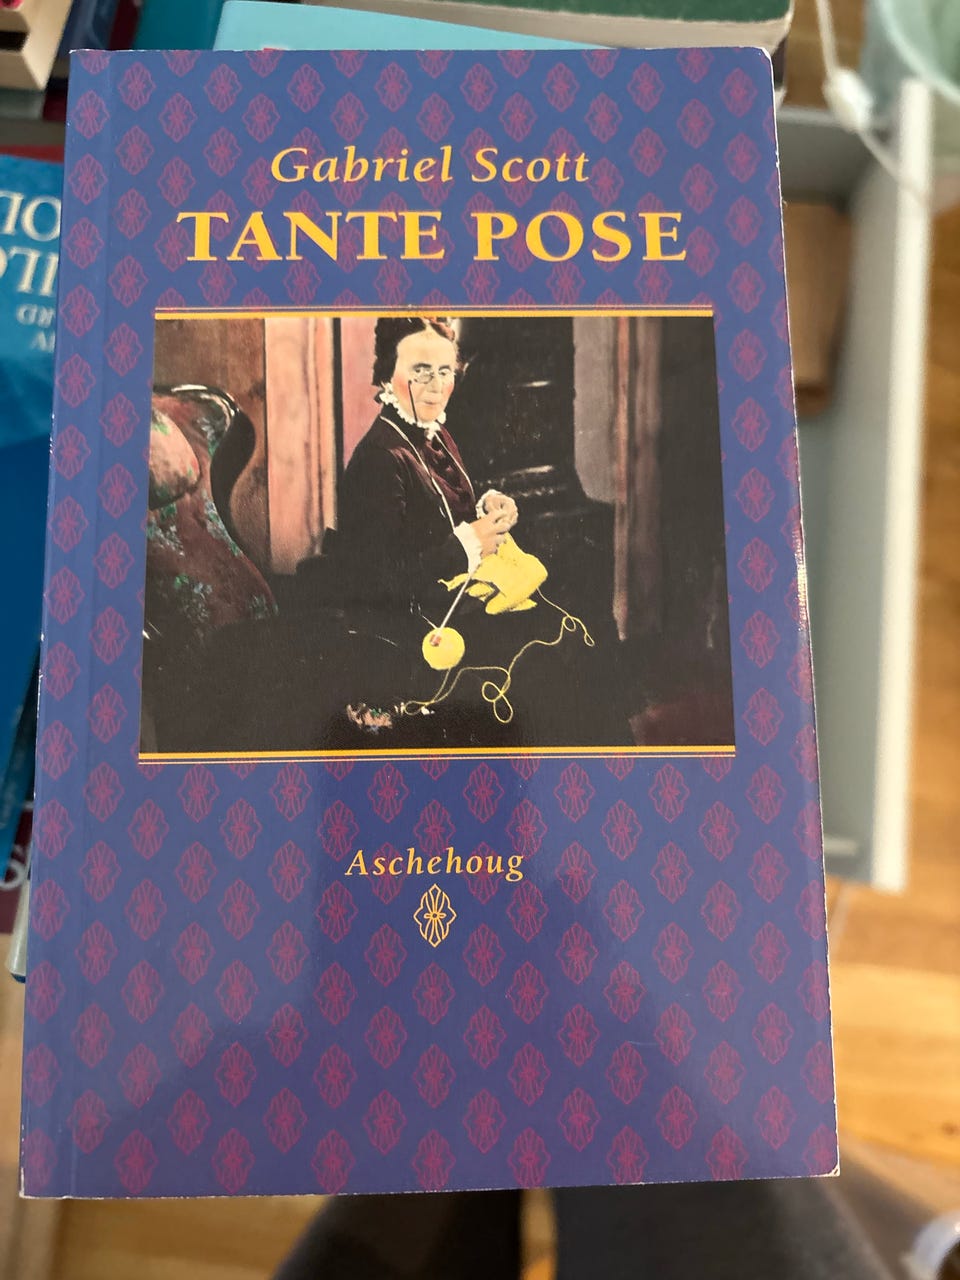 Gabriel Scott
TANTE POSE
Aschehoug